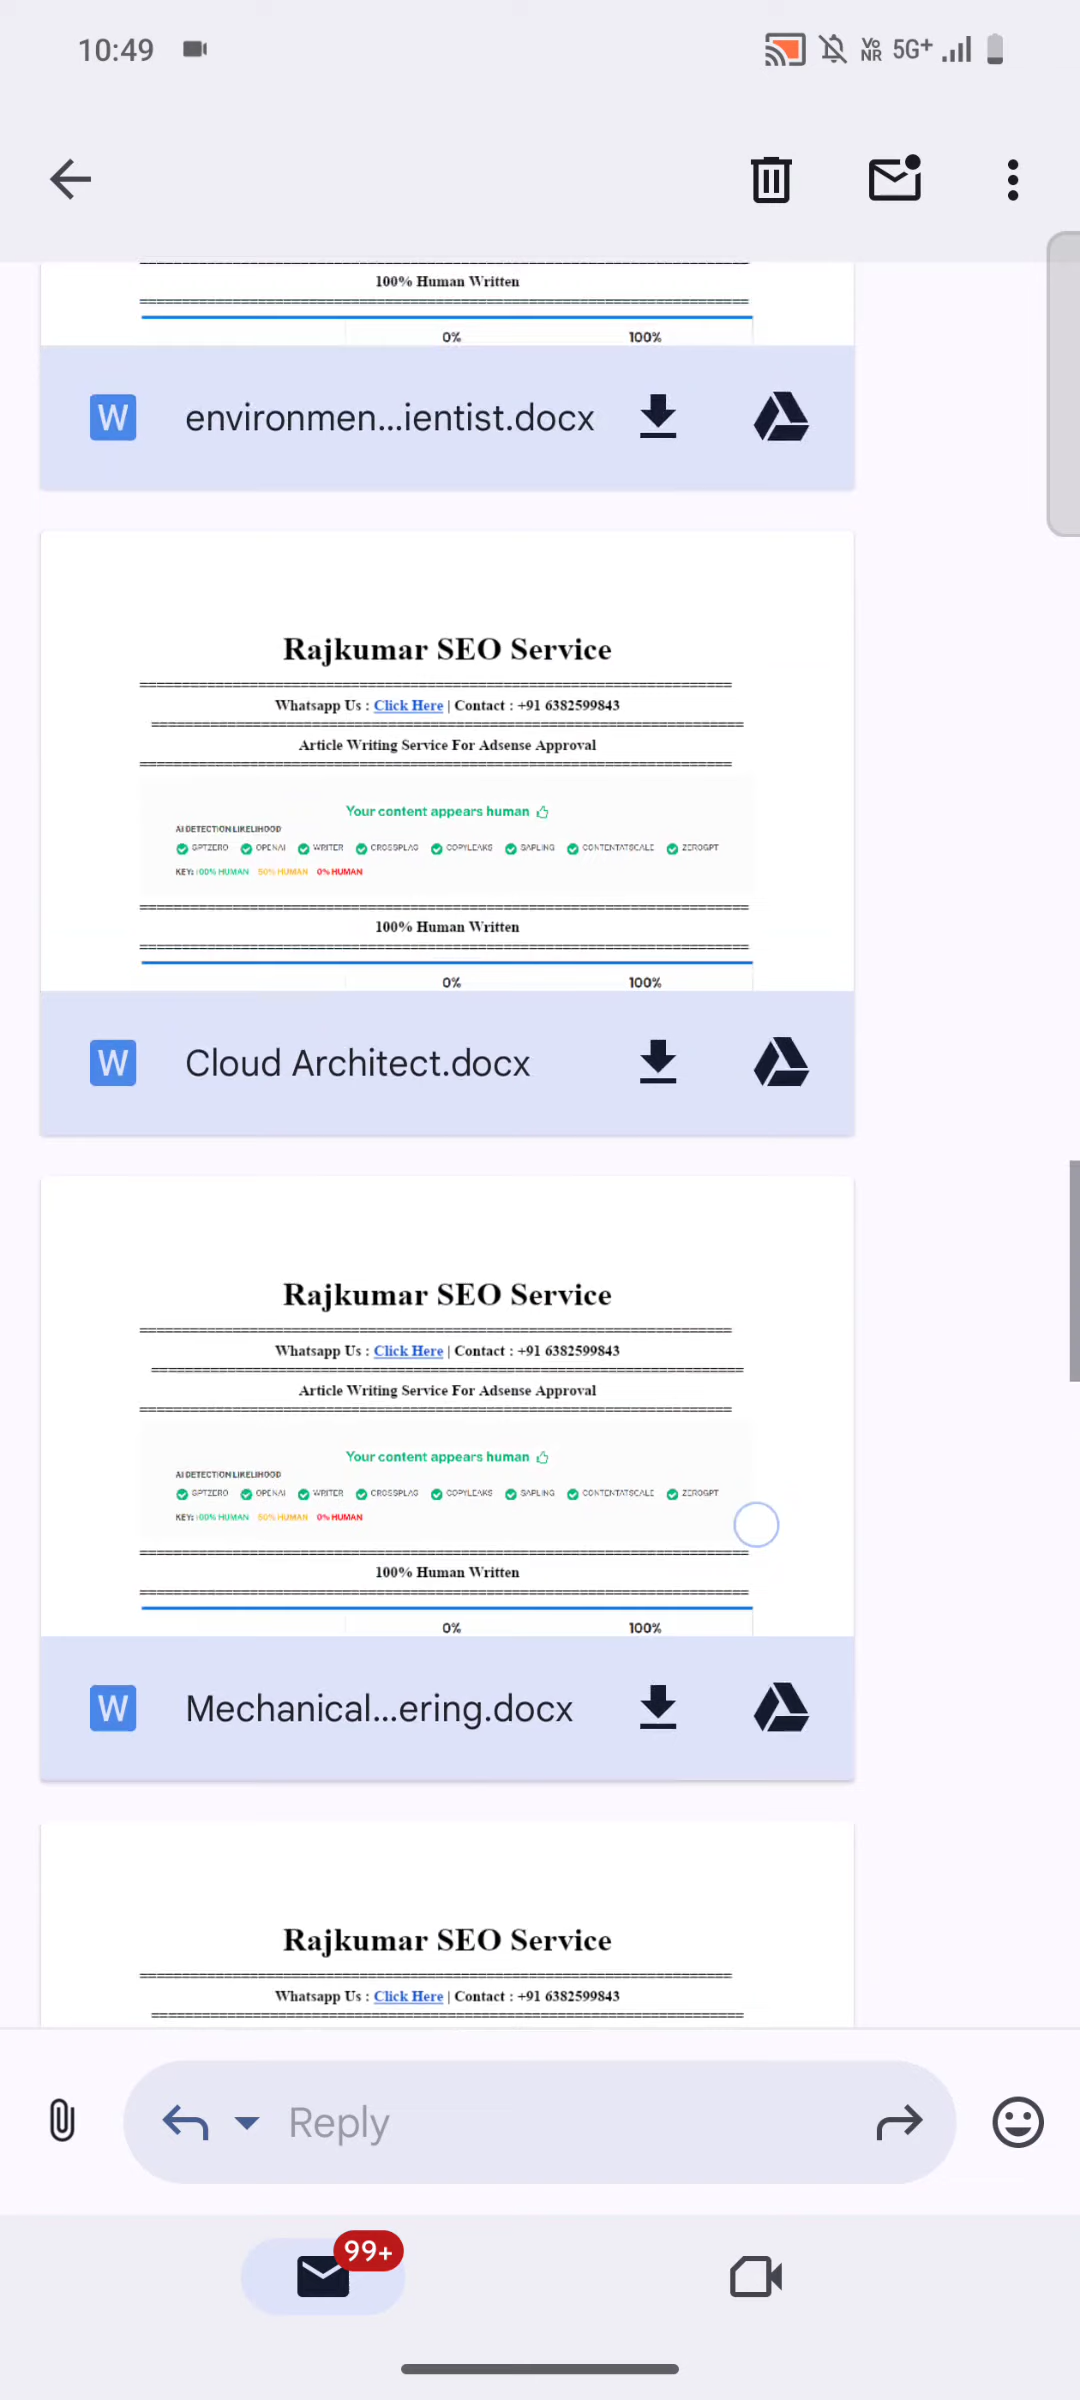 10:49
Vo NR 5G+
100% Human Written
0% 100%
W environmen...ientist.docx
Rajkumar SEO Service
Whatsapp Us : Click Here | Contact : +91 6382599843
Article Writing Service For Adsense Approval
Your content appears human
AI DETECTION LIKELIHOOD
GPTZERO OPENAI WRITER CROSSPLAG COPYLEAKS SAPLING CONTENTATSCALE ZEROGPT
KEY: 100% HUMAN 50% HUMAN 0% HUMAN
100% Human Written
0% 100%
W Cloud Architect.docx
Rajkumar SEO Service
Whatsapp Us : Click Here | Contact : +91 6382599843
Article Writing Service For Adsense Approval
Your content appears human
AI DETECTION LIKELIHOOD
GPTZERO OPENAI WRITER CROSSPLAG COPYLEAKS SAPLING CONTENTATSCALE ZEROGPT
KEY: 100% HUMAN 50% HUMAN 0% HUMAN
100% Human Written
0% 100%
W Mechanical...ering.docx
Rajkumar SEO Service
Whatsapp Us : Click Here | Contact : +91 6382599843
Reply
99+